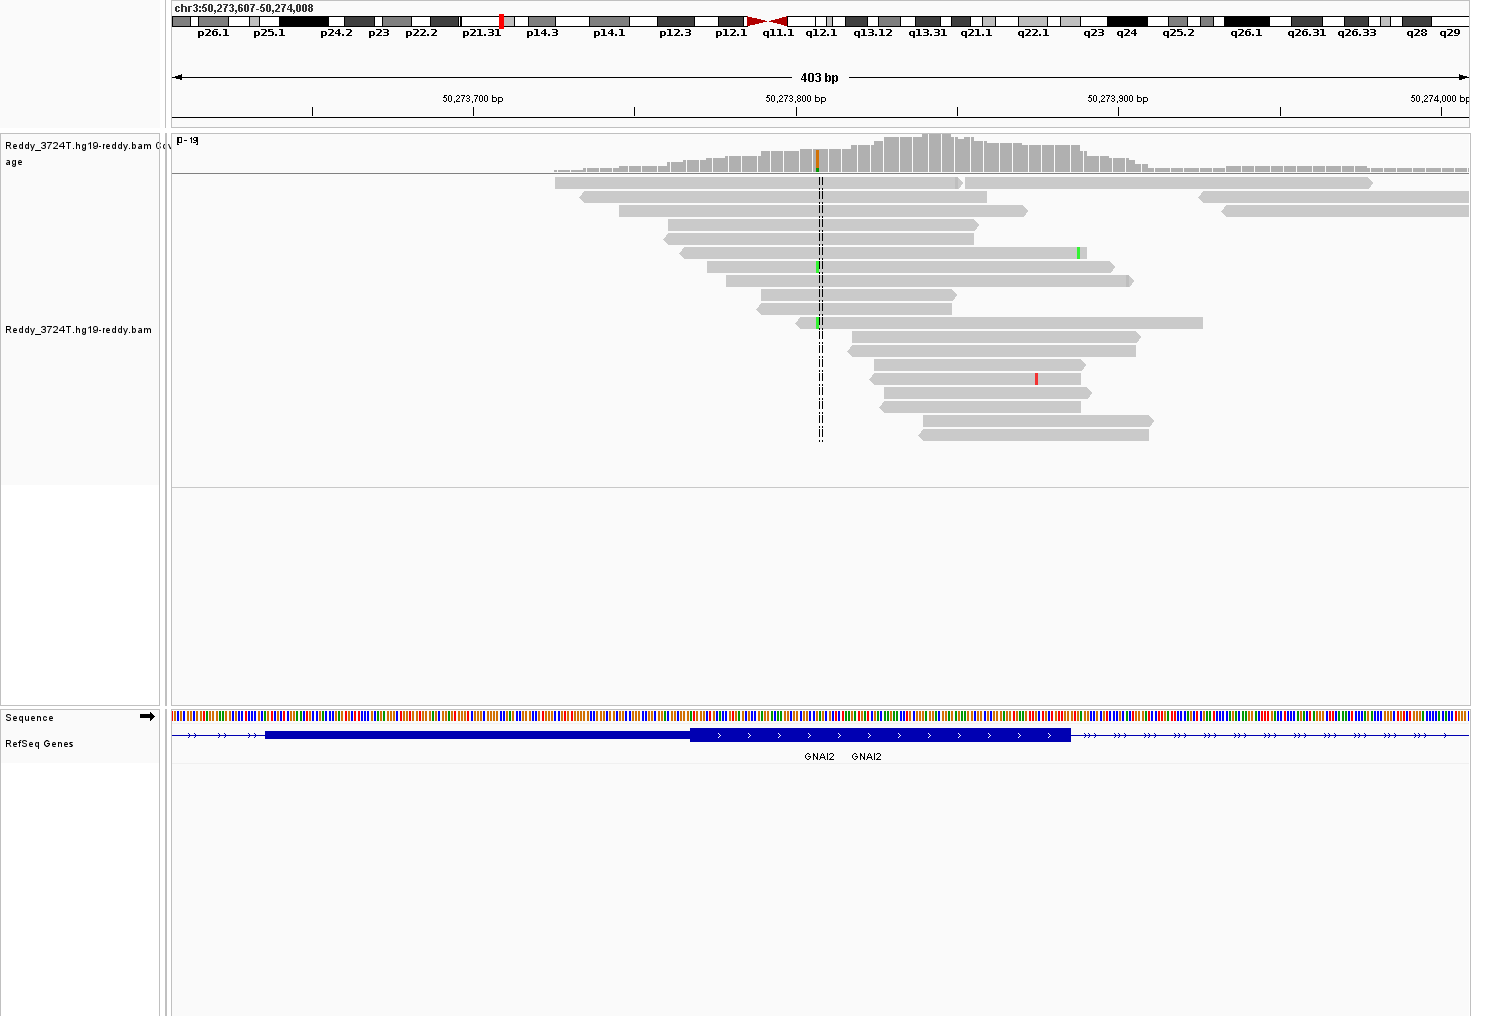 chr3:50,273,607-50,274,008
p26.1 p25.1 p24.2 p23 p22.2 p21.31 p14.3 p14.1 p12.3 p12.1 q11.1 q12.1 q13.12 q13.31 q21.1 q22.1 q23 q24 q25.2 q26.1 q26.31 q26.33 q28 q29
403 bp
50,273,700 bp 50,273,800 bp 50,273,900 bp 50,274,000 bp
Reddy_3724T.hg19-reddy.bam Cov [0 - 19]
age
Reddy_3724T.hg19-reddy.bam
Sequence
RefSeq Genes
GNAI2 GNAI2